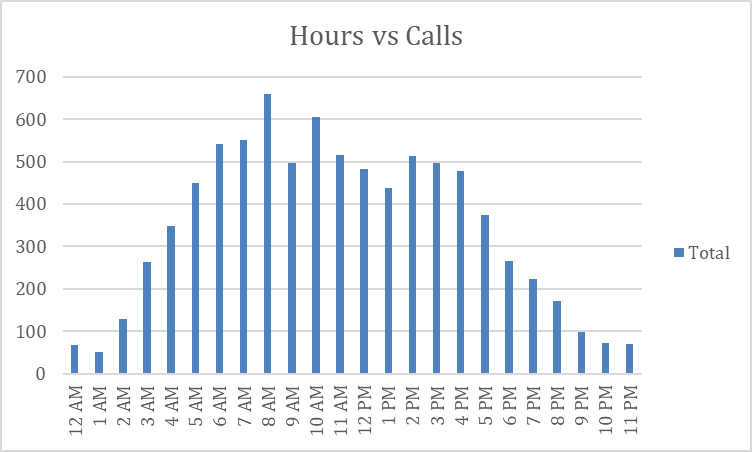 Hours vs Calls
700
600
500
400
300
200
100
0
12 AM
1 AM
2 AM
3 AM
4 AM
5 AM
6 AM
7 AM
8 AM
9 AM
10 AM
11 AM
12 PM
1 PM
2 PM
3 PM
4 PM
5 PM
6 PM
7 PM
8 PM
9 PM
10 PM
11 PM
Total